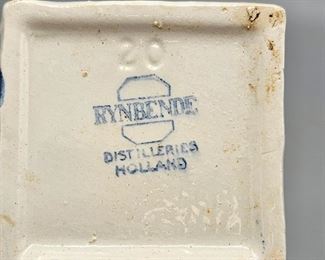 20
RYNBENDE
DISTILLERIES
HOLLAND